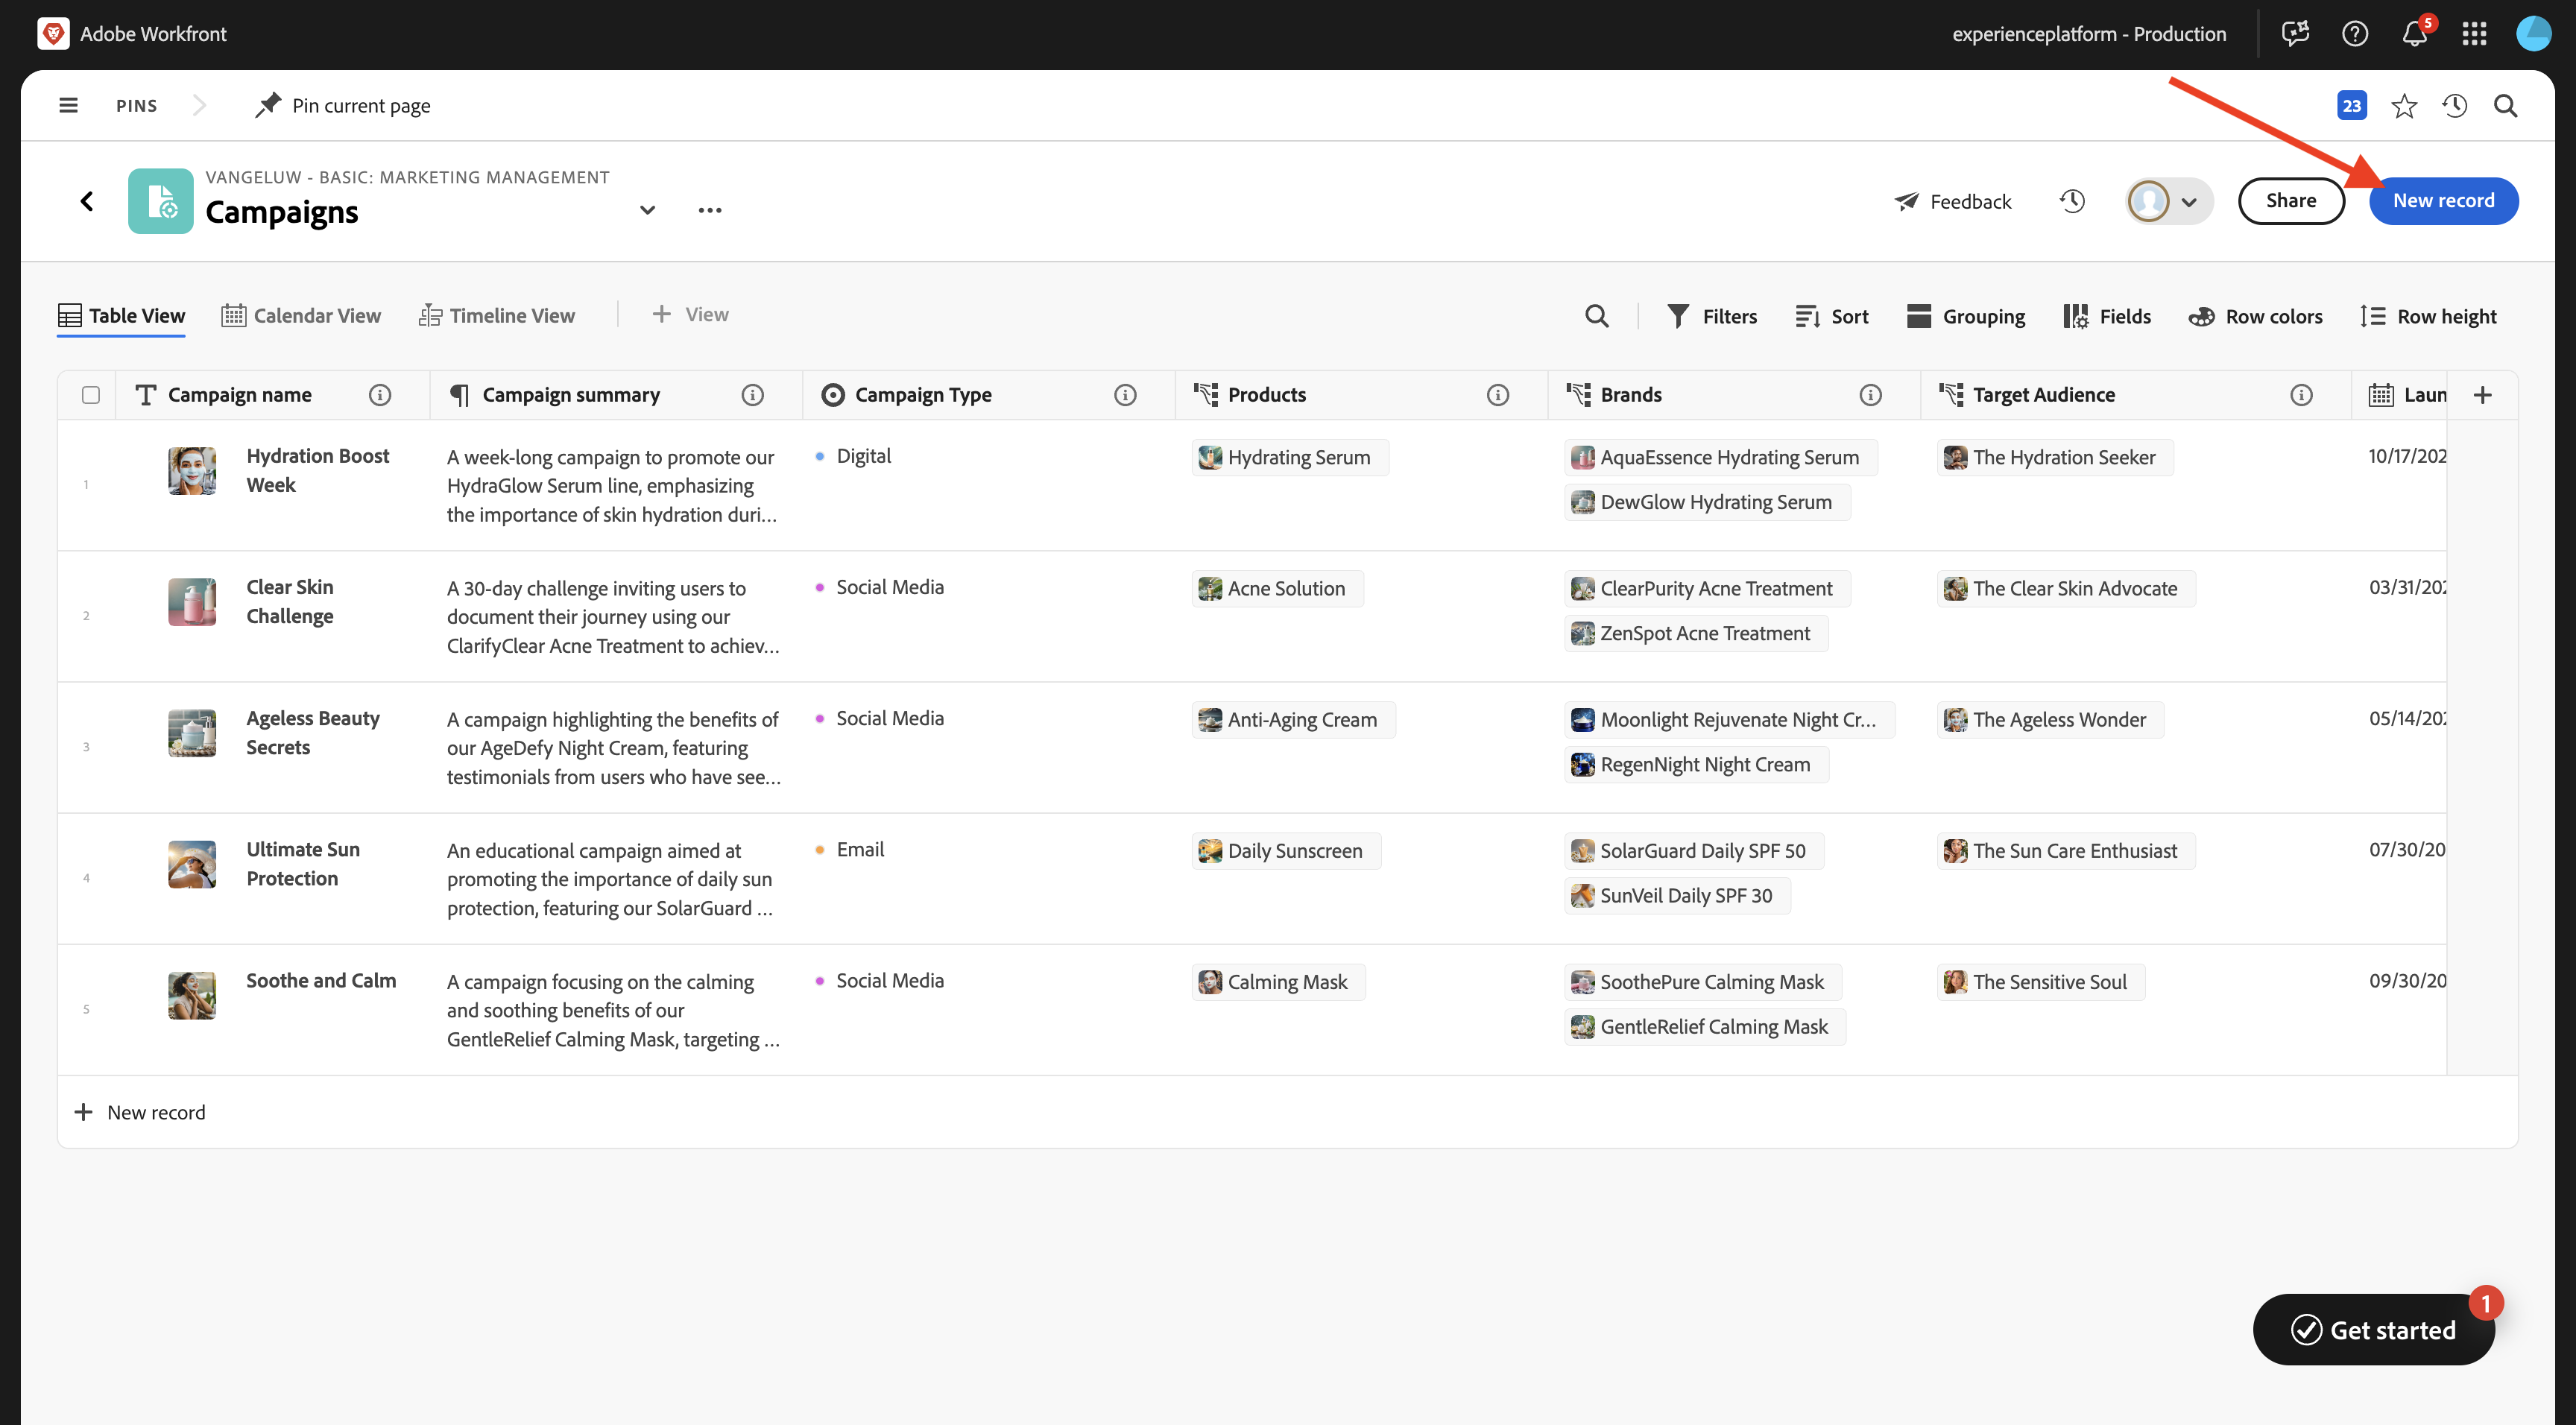 Adobe Workfront
experienceplatform - Production
5
PINS
Pin current page
23
VANGELUW - BASIC: MARKETING MANAGEMENT
Campaigns
Feedback
Share
New record
Table View
Calendar View
Timeline View
View
Filters
Sort
Grouping
Fields
Row colors
Row height
Campaign name
Campaign summary
Campaign Type
Products
Brands
Target Audience
Laun
1
Hydration Boost
Week
A week-long campaign to promote our
HydraGlow Serum line, emphasizing
the importance of skin hydration duri...
Digital
Hydrating Serum
AquaEssence Hydrating Serum
DewGlow Hydrating Serum
The Hydration Seeker
10/17/202
2
Clear Skin
Challenge
A 30-day challenge inviting users to
document their journey using our
ClarifyClear Acne Treatment to achiev...
Social Media
Acne Solution
ClearPurity Acne Treatment
ZenSpot Acne Treatment
The Clear Skin Advocate
03/31/202
3
Ageless Beauty
Secrets
A campaign highlighting the benefits of
our AgeDefy Night Cream, featuring
testimonials from users who have see...
Social Media
Anti-Aging Cream
Moonlight Rejuvenate Night Cr...
RegenNight Night Cream
The Ageless Wonder
05/14/202
4
Ultimate Sun
Protection
An educational campaign aimed at
promoting the importance of daily sun
protection, featuring our SolarGuard ...
Email
Daily Sunscreen
SolarGuard Daily SPF 50
SunVeil Daily SPF 30
The Sun Care Enthusiast
07/30/20
5
Soothe and Calm
A campaign focusing on the calming
and soothing benefits of our
GentleRelief Calming Mask, targeting ...
Social Media
Calming Mask
SoothePure Calming Mask
GentleRelief Calming Mask
The Sensitive Soul
09/30/20
New record
1
Get started